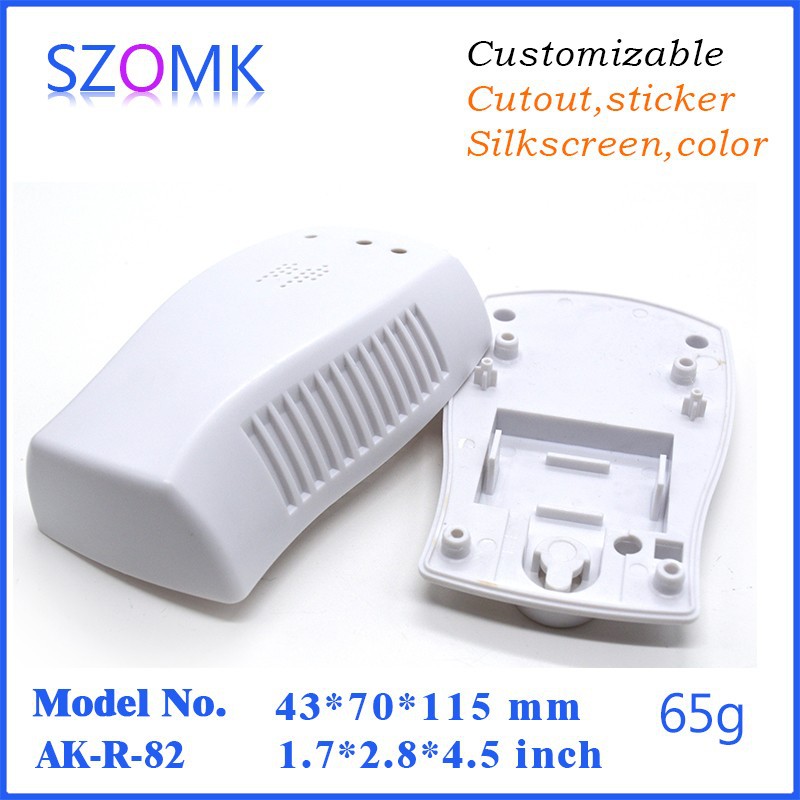 SZOMK
Customizable
Cutout,sticker
Silkscreen,color
Model No.
43*70*115 mm
65g
AK-R-82
1.7*2.8*4.5 inch